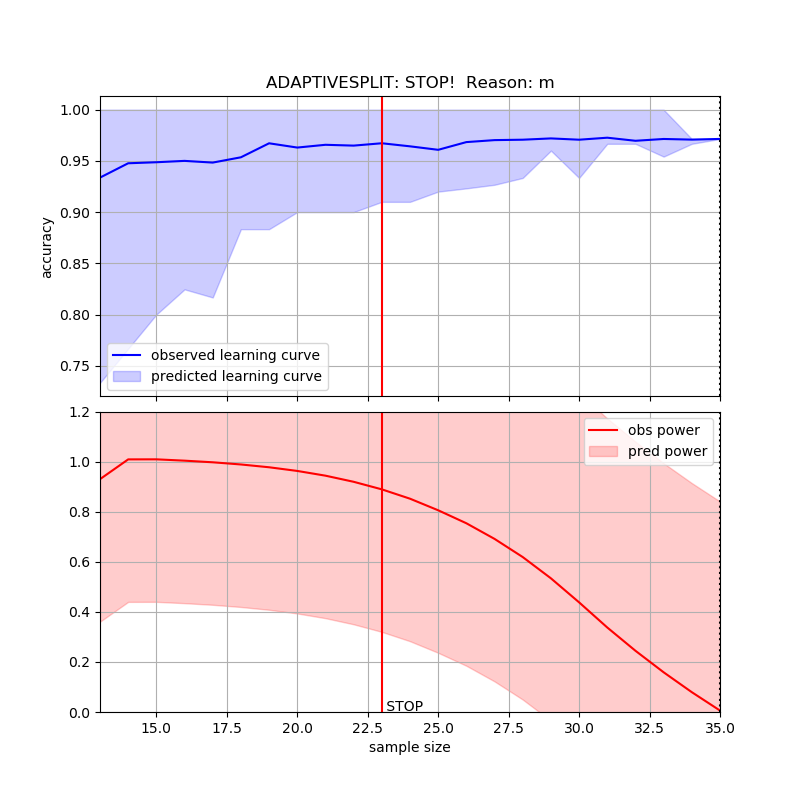 ADAPTIVESPLIT: STOP!  Reason: m
1.00
0.95
0.90
0.85
0.80
0.75
accuracy
observed learning curve
predicted learning curve
1.2
1.0
0.8
0.6
0.4
0.2
0.0
obs power
pred power
STOP
15.0 17.5 20.0 22.5 25.0 27.5 30.0 32.5 35.0
sample size